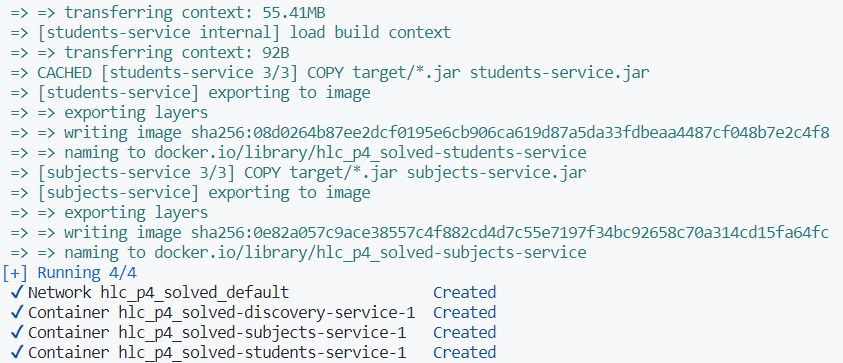 => => transferring context: 55.41MB
=> [students-service internal] load build context
=> => transferring context: 92B
=> CACHED [students-service 3/3] COPY target/*.jar students-service.jar
=> [students-service] exporting to image
=> => exporting layers
=> => writing image sha256:08d0264b87ee2dcf0195e6cb906ca619d87a5da33fdbeaa4487cf048b7e2c4f8
=> => naming to docker.io/library/hlc_p4_solved-students-service
=> [subjects-service 3/3] COPY target/*.jar subjects-service.jar
=> [subjects-service] exporting to image
=> => exporting layers
=> => writing image sha256:0e82a057c9ace38557c4f882cd4d7c55e7197f34bc92658c70a314cd15fa64fc
=> => naming to docker.io/library/hlc_p4_solved-subjects-service
[+] Running 4/4
✓ Network hlc_p4_solved_default Created
✓ Container hlc_p4_solved-discovery-service-1 Created
✓ Container hlc_p4_solved-subjects-service-1 Created
✓ Container hlc_p4_solved-students-service-1 Created